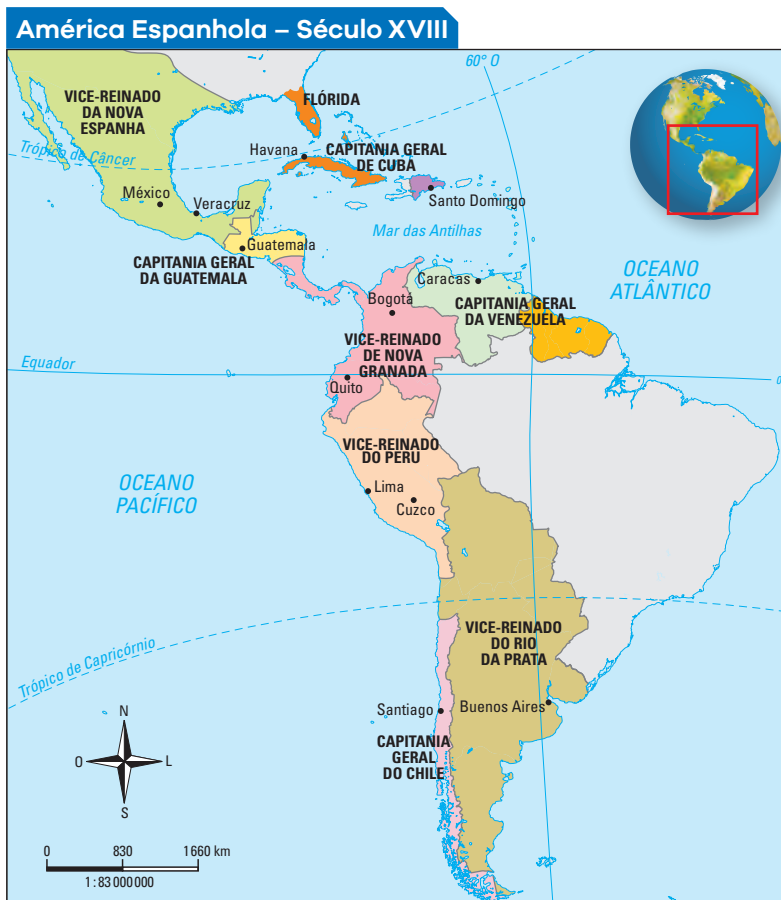 América Espanhola – Século XVIII
60° O
VICE-REINADO
DA NOVA
ESPANHA
FLÓRIDA
Trópico de Câncer
Havana
CAPITANIA GERAL
DE CUBA
México
Veracruz
Santo Domingo
Mar das Antilhas
Guatemala
CAPITANIA GERAL
DA GUATEMALA
Caracas
OCEANO
ATLÂNTICO
Bogotá
CAPITANIA GERAL
DA VENEZUELA
VICE-REINADO
DE NOVA
GRANADA
Equador
Quito
VICE-REINADO
DO PERU
OCEANO
PACÍFICO
Lima
Cuzco
Trópico de Capricórnio
VICE-REINADO
DO RIO
DA PRATA
Santiago
Buenos Aires
CAPITANIA
GERAL
DO CHILE
N
O
L
S
0 830 1660 km
1 : 83 000 000